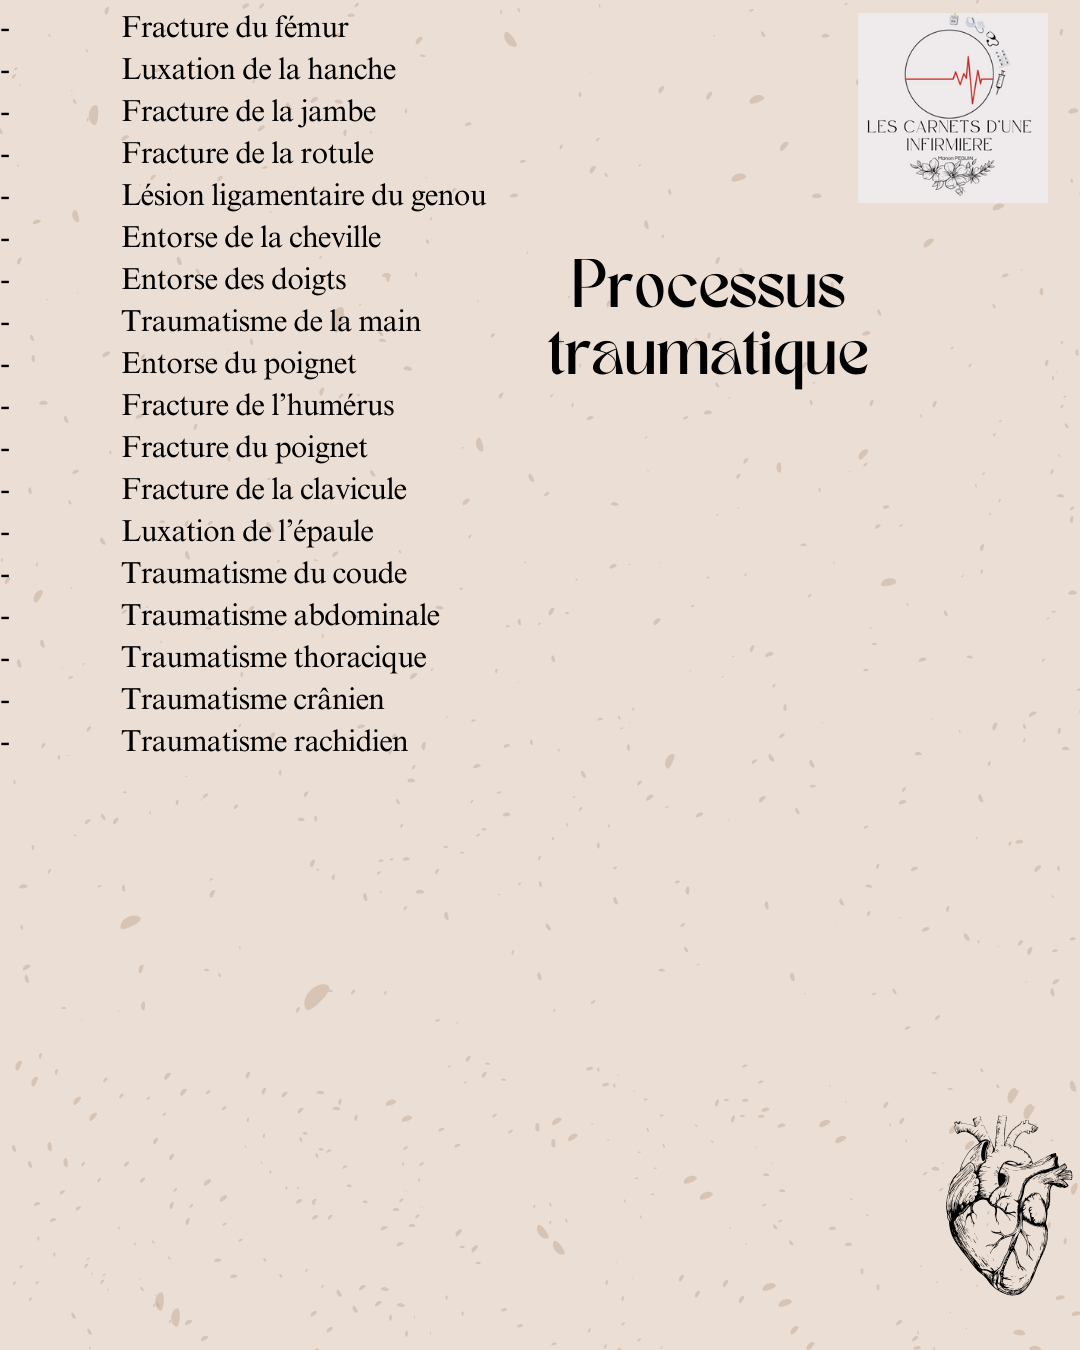 - Fracture du fémur
- Luxation de la hanche
- Fracture de la jambe
- Fracture de la rotule
- Lésion ligamentaire du genou
- Entorse de la cheville
- Entorse des doigts
- Traumatisme de la main
- Entorse du poignet
- Fracture de l’humérus
- Fracture du poignet
- Fracture de la clavicule
- Luxation de l’épaule
- Traumatisme du coude
- Traumatisme abdominale
- Traumatisme thoracique
- Traumatisme crânien
- Traumatisme rachidien
LES CARNETS D'UNE
INFIRMIERE
Manon PEQUIN
Processus
traumatique